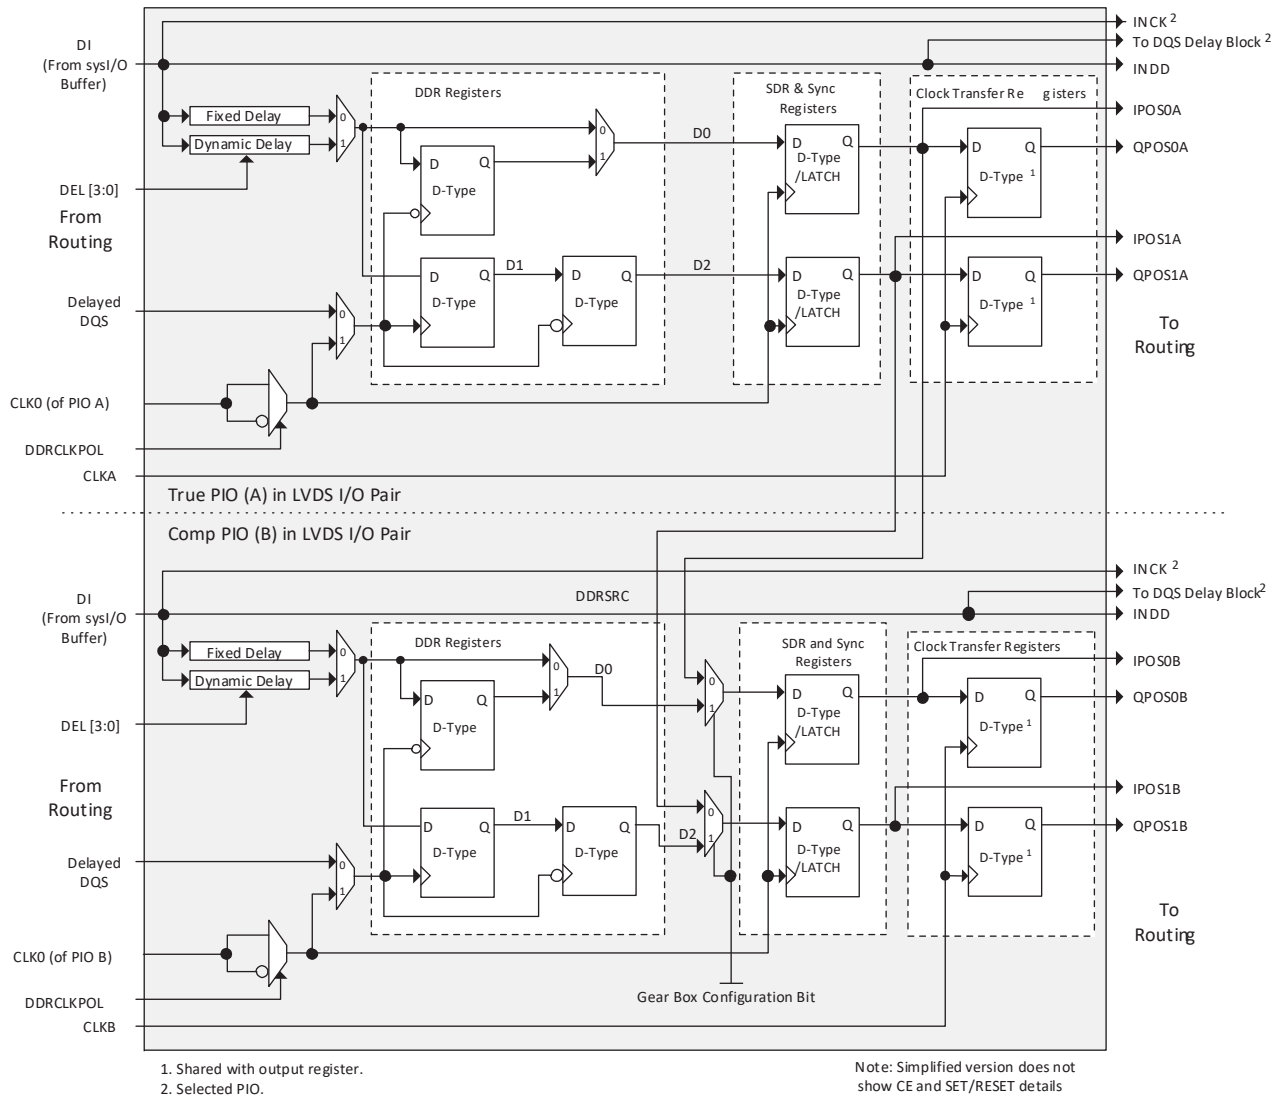 INCK 2
To DQS Delay Block 2
DI
(From sysI/O
Buffer)
INDD
DDR Registers
SDR & Sync
Registers
Clock Transfer Re gisters
IPOS0A
Fixed Delay
0
Dynamic Delay
1
0
1
D0
D Q
D-Type
/LATCH
D Q
D-Type 1
QPOS0A
D Q
D-Type
DEL [3:0]
From
Routing
IPOS1A
D Q
D-Type
D1
D Q
D-Type
D2
D Q
D-Type
/LATCH
D Q
D-Type 1
QPOS1A
Delayed
DQS
0
1
To
Routing
CLK0 (of PIO A)
DDRCLKPOL
CLKA
True PIO (A) in LVDS I/O Pair
Comp PIO (B) in LVDS I/O Pair
INCK 2
DI
(From sysI/O
Buffer)
DDRSRC
To DQS Delay Block2
INDD
DDR Registers
SDR and Sync
Registers
Clock Transfer Registers
Fixed Delay
0
Dynamic Delay
1
0
1
D0
0
1
IPOS0B
D Q
D-Type
D Q
D-Type
/LATCH
D Q
D-Type 1
QPOS0B
DEL [3:0]
From
Routing
IPOS1B
D Q
D-Type
D1
D Q
D-Type
D2
0
1
D Q
D-Type
/LATCH
D Q
D-Type 1
QPOS1B
Delayed
DQS
0
1
To
Routing
CLK0 (of PIO B)
DDRCLKPOL
Gear Box Configuration Bit
CLKB
1. Shared with output register.
2. Selected PIO.
Note: Simplified version does not
show CE and SET/RESET details